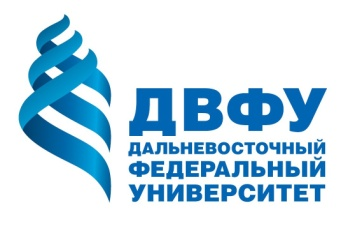 ДВФУ
ДАЛЬНЕВОСТОЧНЫЙ
ФЕДЕРАЛЬНЫЙ
УНИВЕРСИТЕТ